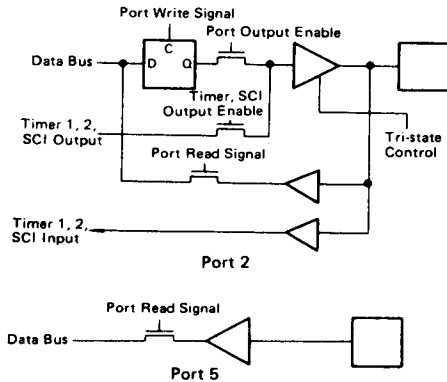 Port Write Signal
Port Output Enable
Data Bus
D
C
Q
Timer, SCI
Output Enable
Timer 1, 2,
SCI Output
Port Read Signal
Tri-state
Control
Timer 1, 2,
SCI Input
Port 2
Port Read Signal
Data Bus
Port 5